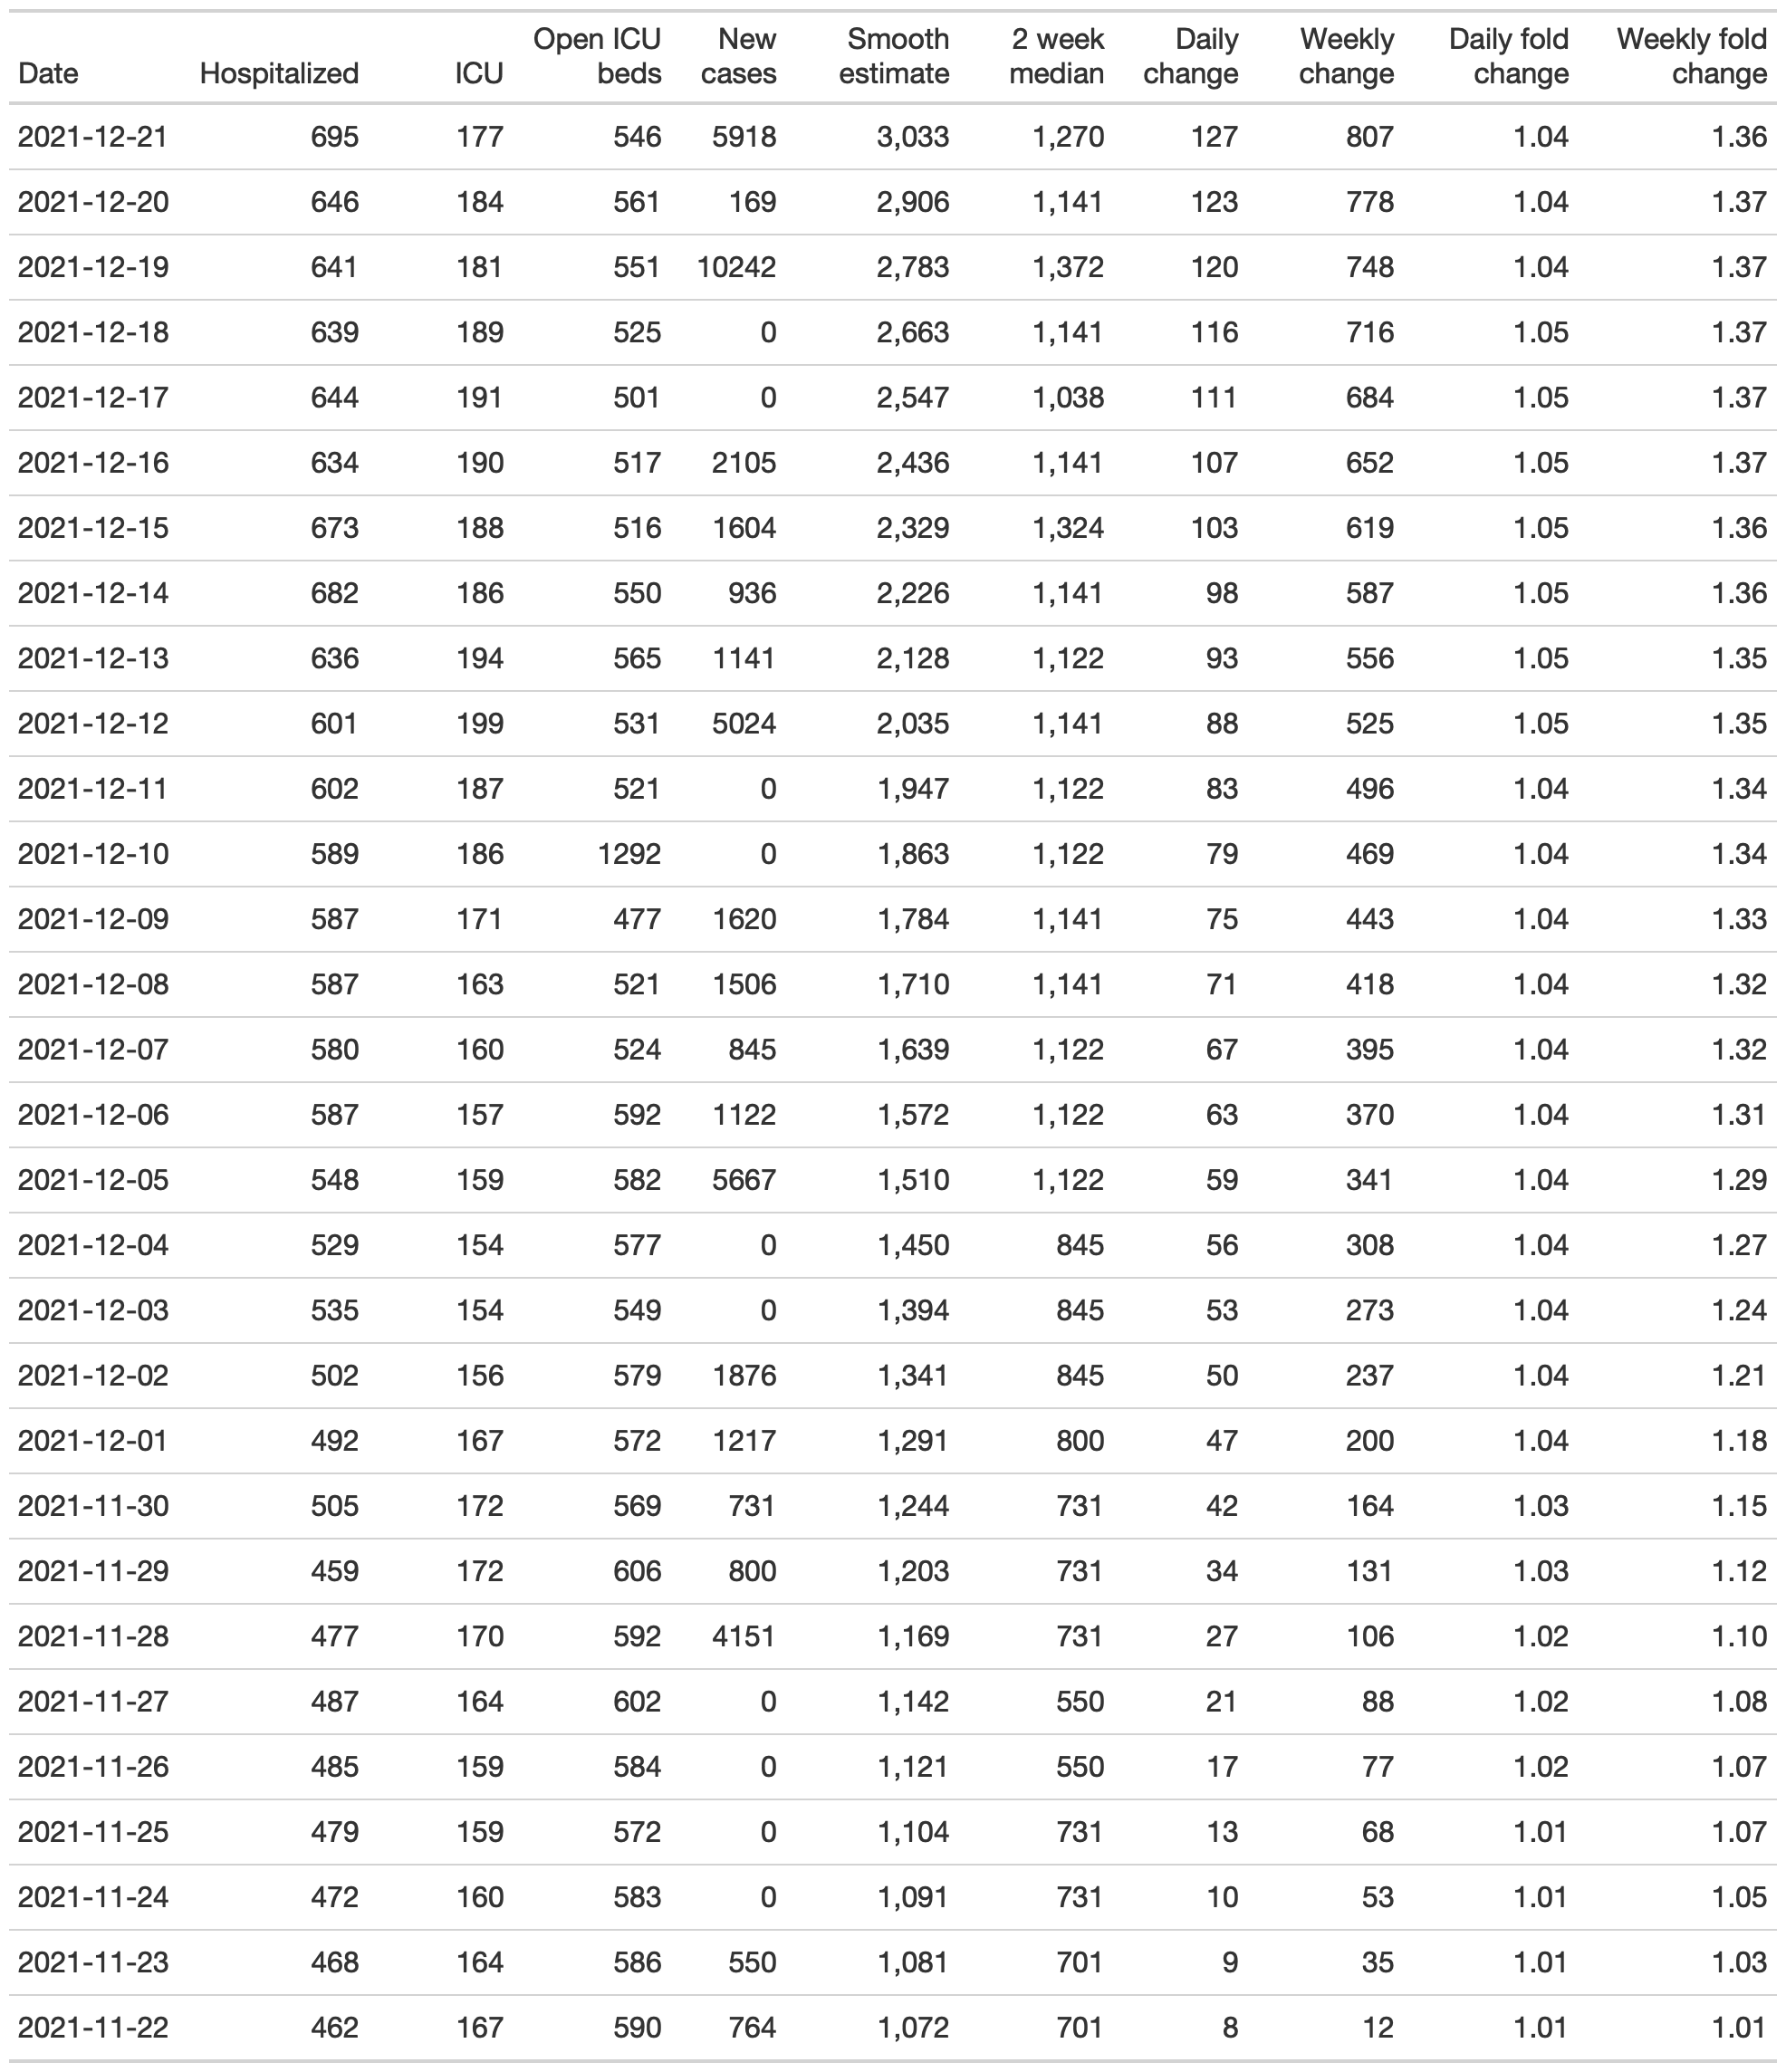 Date Hospitalized ICU Open ICU beds New cases Smooth estimate 2 week median Daily change Weekly change Daily fold change Weekly fold change
2021-12-21 695 177 546 5918 3,033 1,270 127 807 1.04 1.36
2021-12-20 646 184 561 169 2,906 1,141 123 778 1.04 1.37
2021-12-19 641 181 551 10242 2,783 1,372 120 748 1.04 1.37
2021-12-18 639 189 525 0 2,663 1,141 116 716 1.05 1.37
2021-12-17 644 191 501 0 2,547 1,038 111 684 1.05 1.37
2021-12-16 634 190 517 2105 2,436 1,141 107 652 1.05 1.37
2021-12-15 673 188 516 1604 2,329 1,324 103 619 1.05 1.36
2021-12-14 682 186 550 936 2,226 1,141 98 587 1.05 1.36
2021-12-13 636 194 565 1141 2,128 1,122 93 556 1.05 1.35
2021-12-12 601 199 531 5024 2,035 1,141 88 525 1.05 1.35
2021-12-11 602 187 521 0 1,947 1,122 83 496 1.04 1.34
2021-12-10 589 186 1292 0 1,863 1,122 79 469 1.04 1.34
2021-12-09 587 171 477 1620 1,784 1,141 75 443 1.04 1.33
2021-12-08 587 163 521 1506 1,710 1,141 71 418 1.04 1.32
2021-12-07 580 160 524 845 1,639 1,122 67 395 1.04 1.32
2021-12-06 587 157 592 1122 1,572 1,122 63 370 1.04 1.31
2021-12-05 548 159 582 5667 1,510 1,122 59 341 1.04 1.29
2021-12-04 529 154 577 0 1,450 845 56 308 1.04 1.27
2021-12-03 535 154 549 0 1,394 845 53 273 1.04 1.24
2021-12-02 502 156 579 1876 1,341 845 50 237 1.04 1.21
2021-12-01 492 167 572 1217 1,291 800 47 200 1.04 1.18
2021-11-30 505 172 569 731 1,244 731 42 164 1.03 1.15
2021-11-29 459 172 606 800 1,203 731 34 131 1.03 1.12
2021-11-28 477 170 592 4151 1,169 731 27 106 1.02 1.10
2021-11-27 487 164 602 0 1,142 550 21 88 1.02 1.08
2021-11-26 485 159 584 0 1,121 550 17 77 1.02 1.07
2021-11-25 479 159 572 0 1,104 731 13 68 1.01 1.07
2021-11-24 472 160 583 0 1,091 731 10 53 1.01 1.05
2021-11-23 468 164 586 550 1,081 701 9 35 1.01 1.03
2021-11-22 462 167 590 764 1,072 701 8 12 1.01 1.01